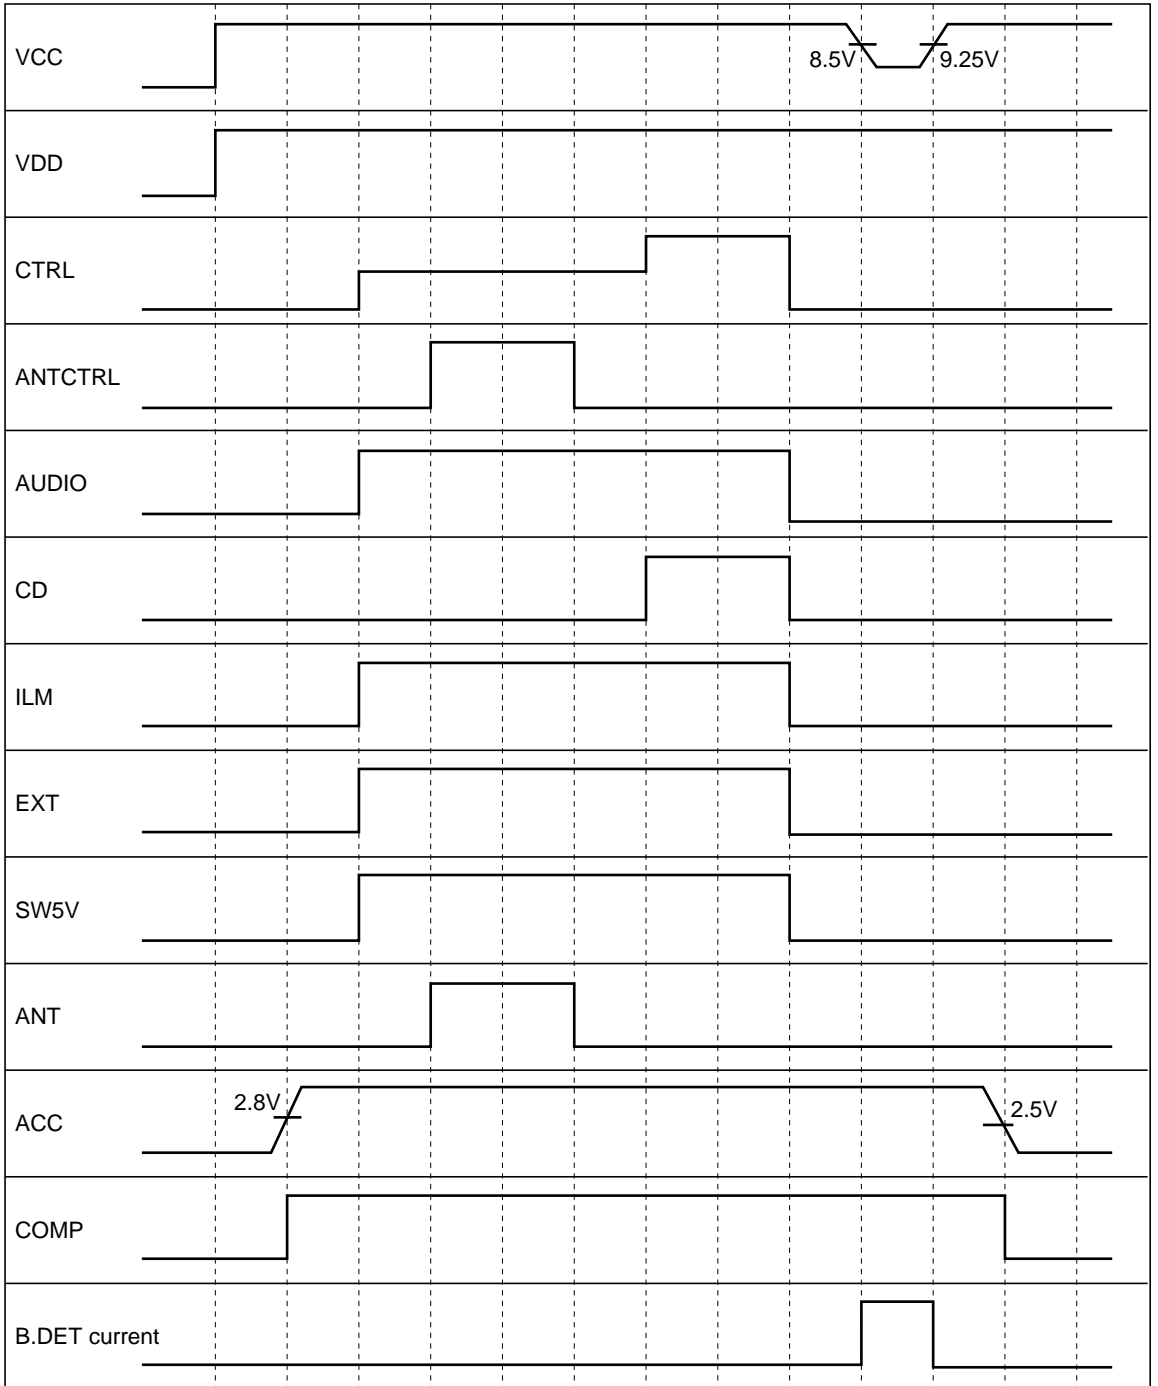 VCC
8.5V
9.25V
VDD
CTRL
ANTCTRL
AUDIO
CD
ILM
EXT
SW5V
ANT
ACC
2.8V
2.5V
COMP
B.DET current